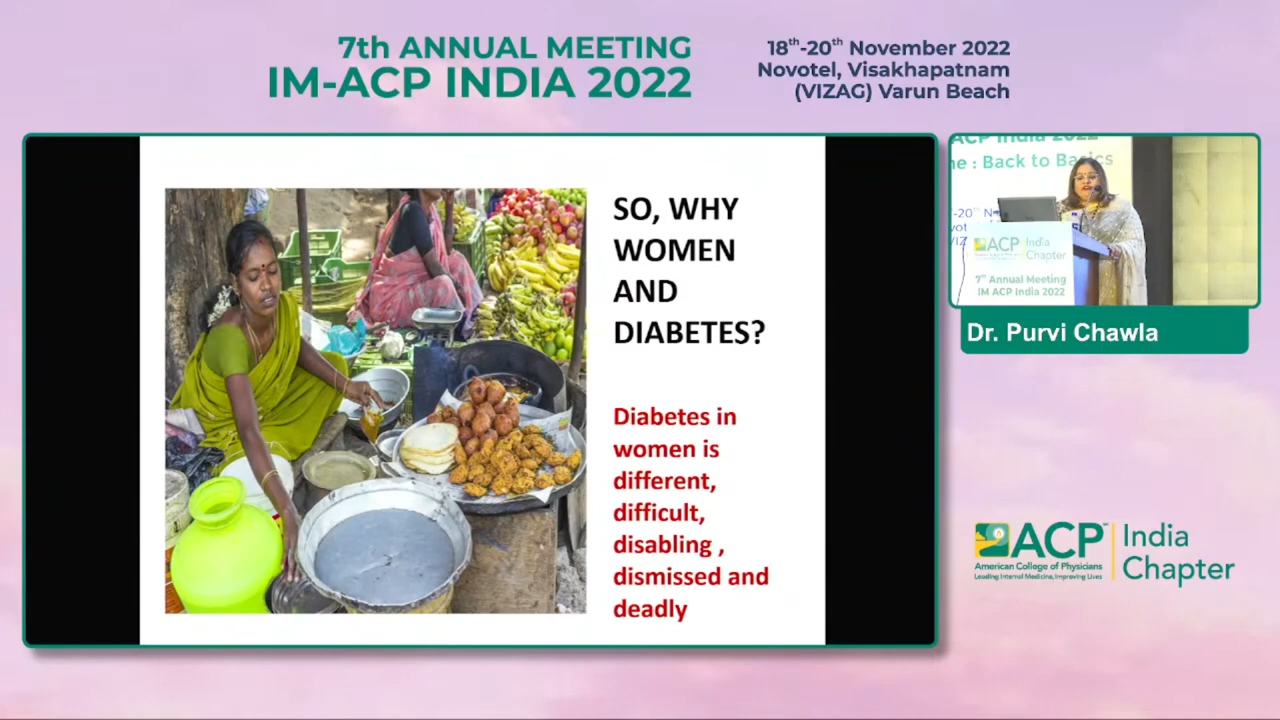 7th ANNUAL MEETING
IM-ACP INDIA 2022
18th-20th November 2022
Novotel, Visakhapatnam
(VIZAG) Varun Beach
SO, WHY
WOMEN
AND
DIABETES?
Diabetes in
women is
different,
difficult,
disabling ,
dismissed and
deadly
ACP India 2022
: Back to Basics
ACP India
Chapter
7th Annual Meeting
IM ACP India 2022
Dr. Purvi Chawla
ACP India
Chapter
American College of Physicians
Leading Internal Medicine, Improving Lives